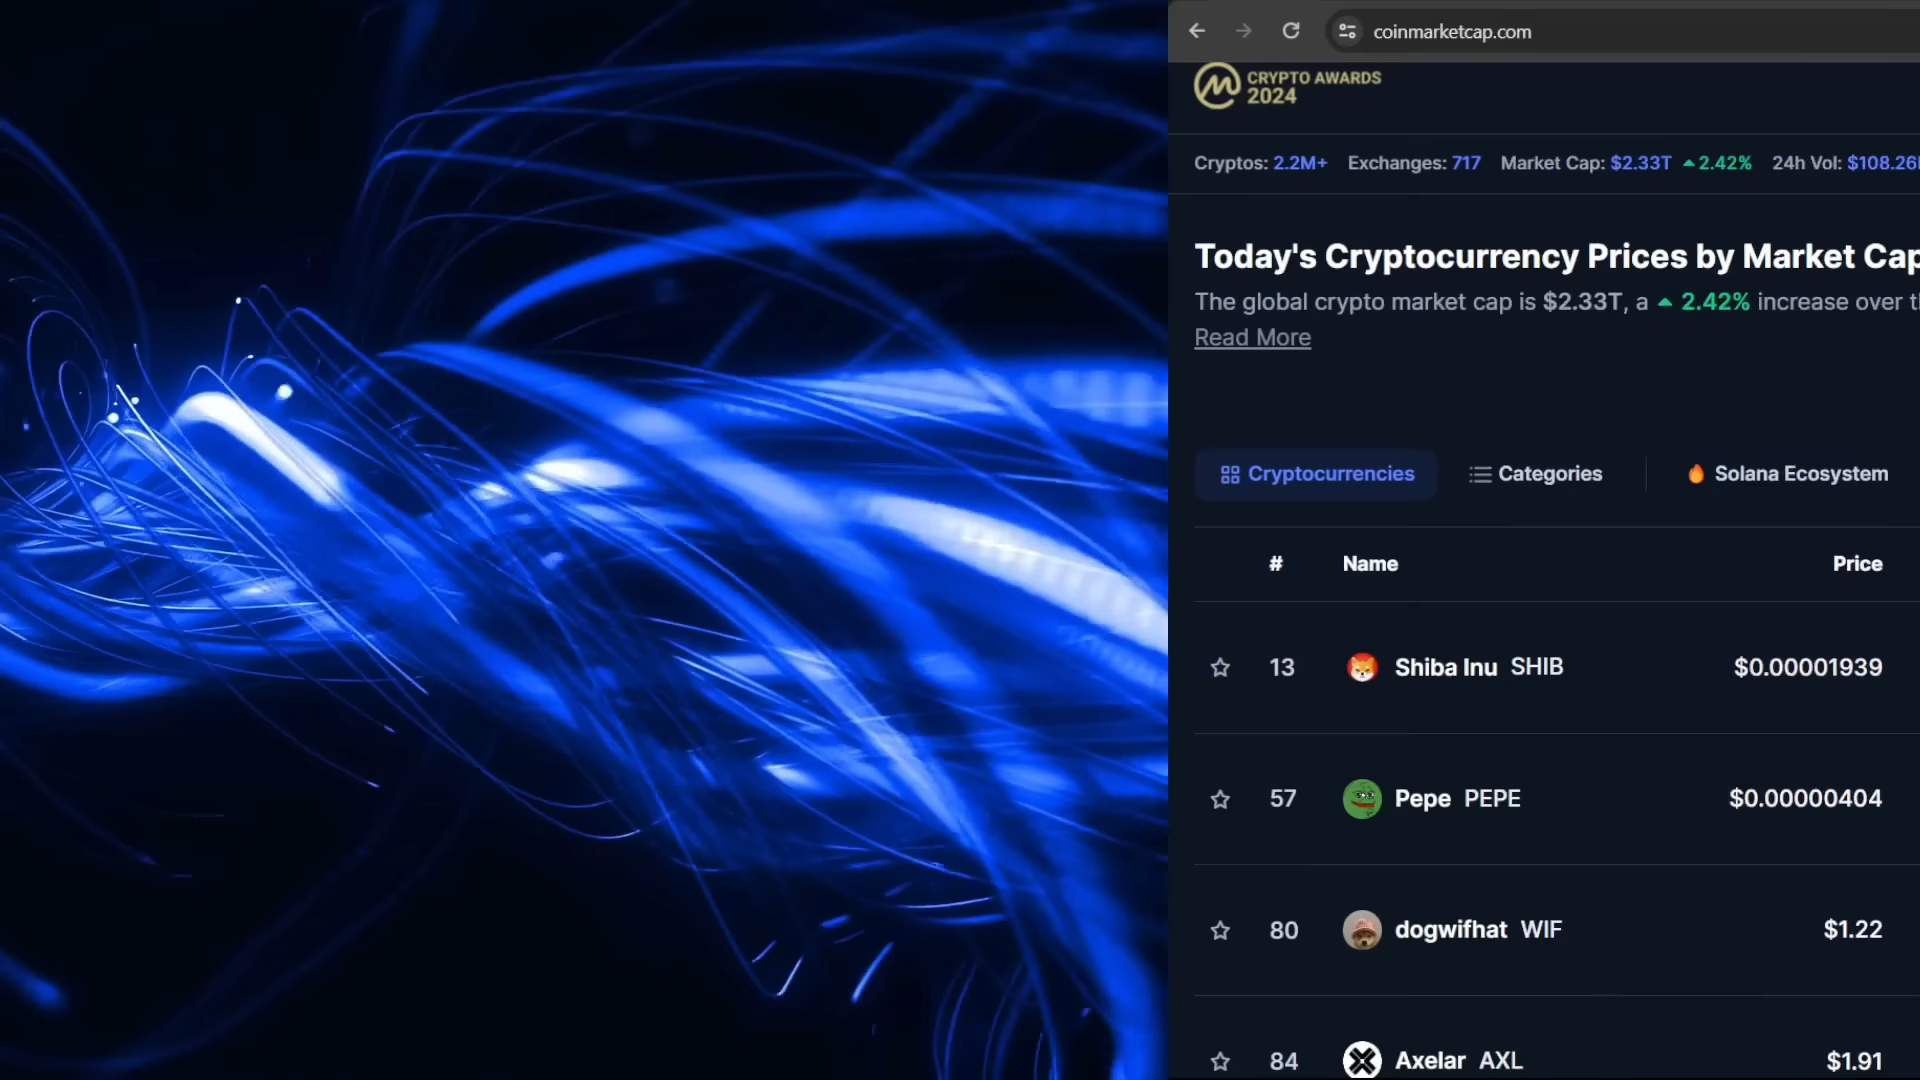 coinmarketcap.com
CRYPTO AWARDS
2024
Cryptos: 2.2M+ Exchanges: 717 Market Cap: $2.33T 2.42% 24h Vol: $108.26
Today's Cryptocurrency Prices by Market Cap
The global crypto market cap is $2.33T, a 2.42% increase over
Read More
Cryptocurrencies Categories Solana Ecosystem
# Name Price
13 Shiba Inu SHIB $0.00001939
57 Pepe PEPE $0.00000404
80 dogwifhat WIF $1.22
84 Axelar AXL $1.91